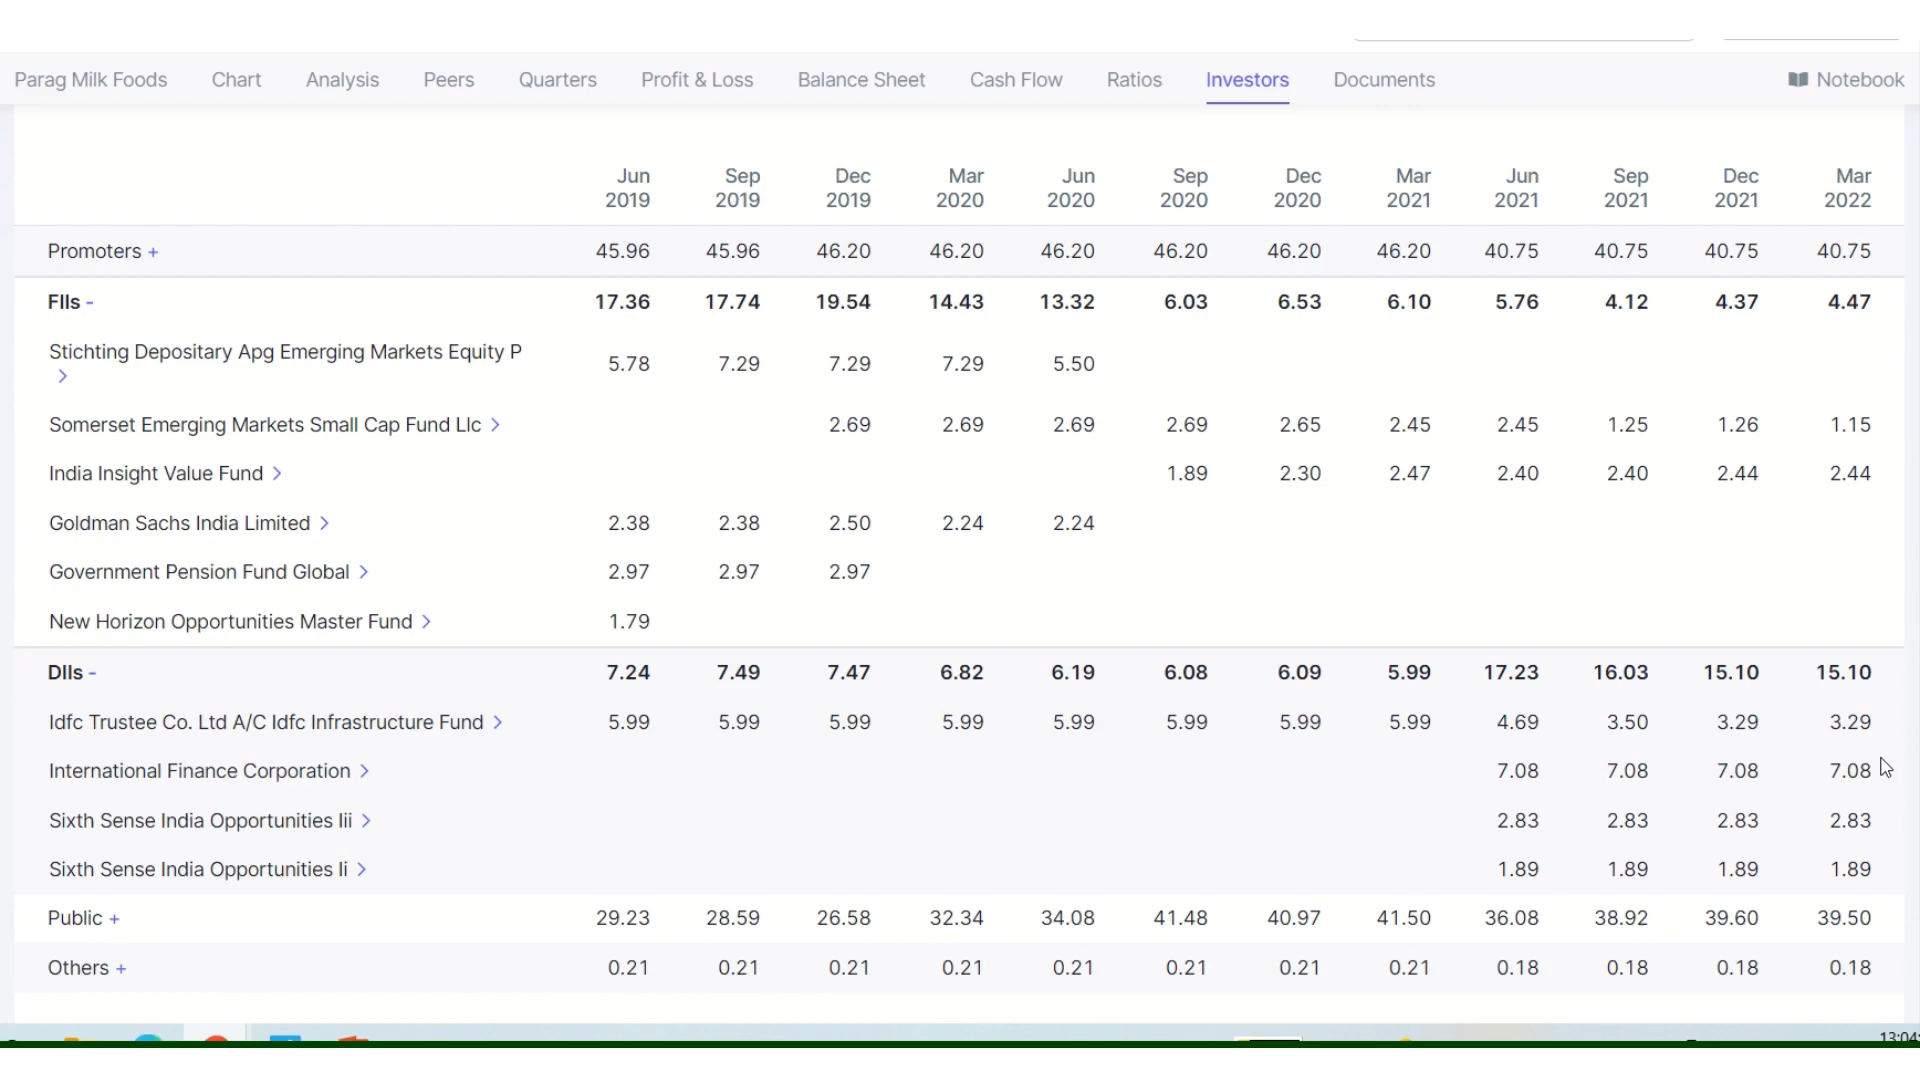 Parag Milk Foods Chart Analysis Peers Quarters Profit & Loss Balance Sheet Cash Flow Ratios Investors Documents Notebook
Jun Sep Dec Mar Jun Sep Dec Mar Jun Sep Dec Mar
2019 2019 2019 2020 2020 2020 2020 2021 2021 2021 2021 2022
Promoters + 45.96 45.96 46.20 46.20 46.20 46.20 46.20 46.20 40.75 40.75 40.75 40.75
FIIs - 17.36 17.74 19.54 14.43 13.32 6.03 6.53 6.10 5.76 4.12 4.37 4.47
Stichting Depositary Apg Emerging Markets Equity P > 5.78 7.29 7.29 7.29 5.50
Somerset Emerging Markets Small Cap Fund Llc > 2.69 2.69 2.69 2.69 2.65 2.45 2.45 1.25 1.26 1.15
India Insight Value Fund > 1.89 2.30 2.47 2.40 2.40 2.44 2.44
Goldman Sachs India Limited > 2.38 2.38 2.50 2.24 2.24
Government Pension Fund Global > 2.97 2.97 2.97
New Horizon Opportunities Master Fund > 1.79
DIIs - 7.24 7.49 7.47 6.82 6.19 6.08 6.09 5.99 17.23 16.03 15.10 15.10
Idfc Trustee Co. Ltd A/C Idfc Infrastructure Fund > 5.99 5.99 5.99 5.99 5.99 5.99 5.99 5.99 4.69 3.50 3.29 3.29
International Finance Corporation > 7.08 7.08 7.08 7.08
Sixth Sense India Opportunities Iii > 2.83 2.83 2.83 2.83
Sixth Sense India Opportunities Ii > 1.89 1.89 1.89 1.89
Public + 29.23 28.59 26.58 32.34 34.08 41.48 40.97 41.50 36.08 38.92 39.60 39.50
Others + 0.21 0.21 0.21 0.21 0.21 0.21 0.21 0.21 0.18 0.18 0.18 0.18